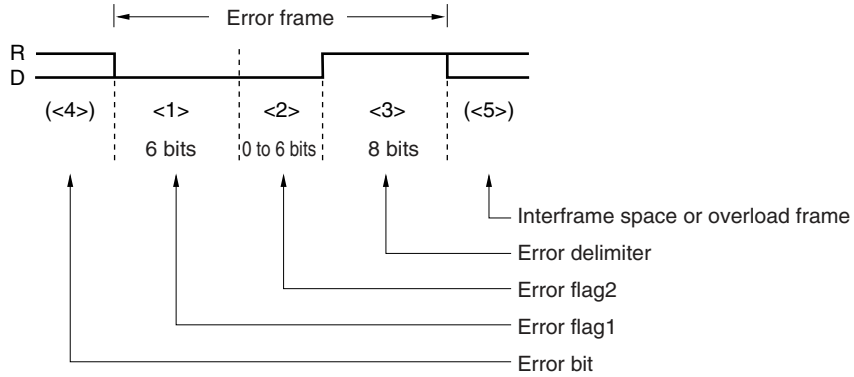 Error frame
R
D
(<4>) <1> <2> <3> (<5>)
6 bits 0 to 6 bits 8 bits
Interframe space or overload frame
Error delimiter
Error flag2
Error flag1
Error bit